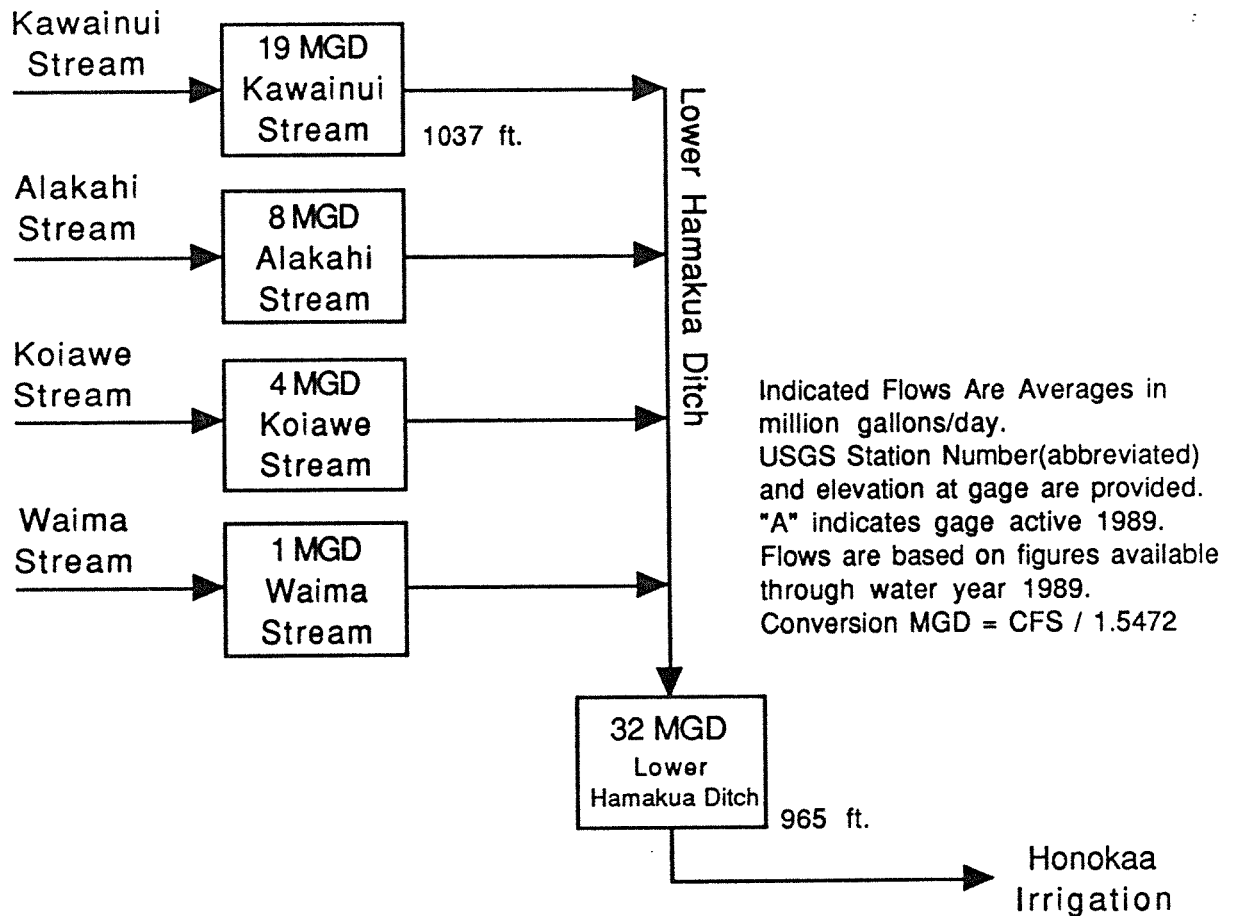 Kawainui
Stream
19 MGD
Kawainui
Stream
1037 ft.
Alakahi
Stream
8 MGD
Alakahi
Stream
Koiawe
Stream
4 MGD
Koiawe
Stream
Waima
Stream
1 MGD
Waima
Stream
Lower Hamakua Ditch
Indicated Flows Are Averages in
million gallons/day.
USGS Station Number(abbreviated)
and elevation at gage are provided.
"A" indicates gage active 1989.
Flows are based on figures available
through water year 1989.
Conversion MGD = CFS / 1.5472
32 MGD
Lower
Hamakua Ditch
965 ft.
Honokaa
Irrigation